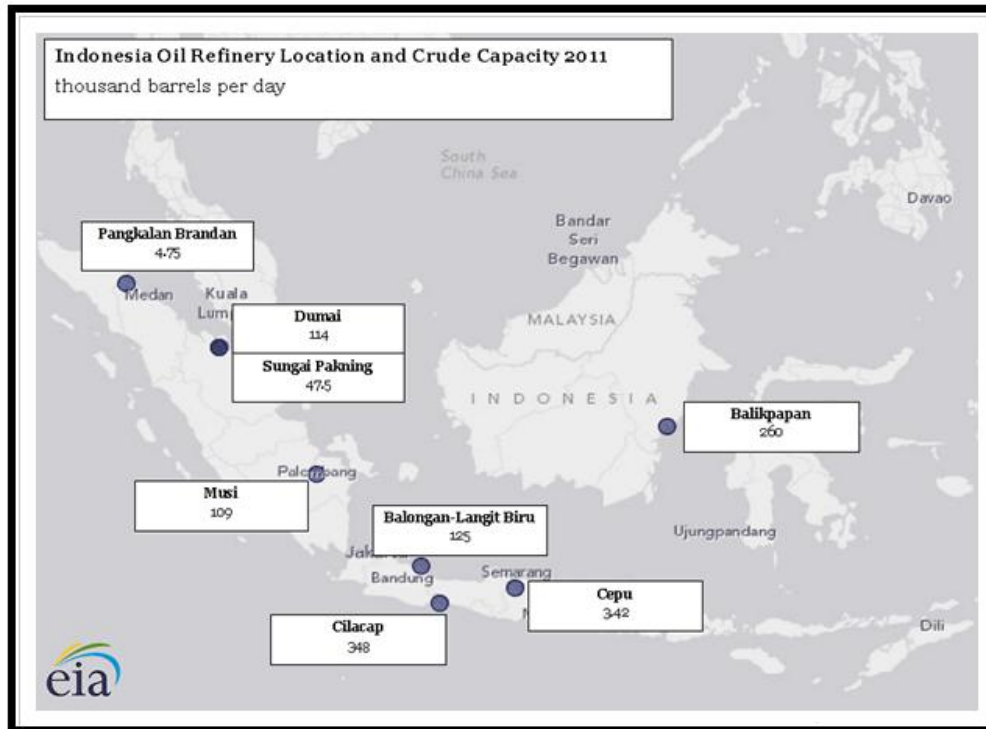 Indonesia Oil Refinery Location and Crude Capacity 2011
thousand barrels per day
South
China Sea
Davao
Bandar
Seri
Begawan
Pangkalan Brandan
4.75
Medan
Kuala
Dumai
114
MALAYSIA
Sungai Pakning
47.5
INDONESIA
Balikpapan
260
Palembang
Musi
109
Balongan-Langit Biru
125
Ujungpandang
Bandung
Semarang
Cepu
3.42
Cilacap
348
Dili
eia